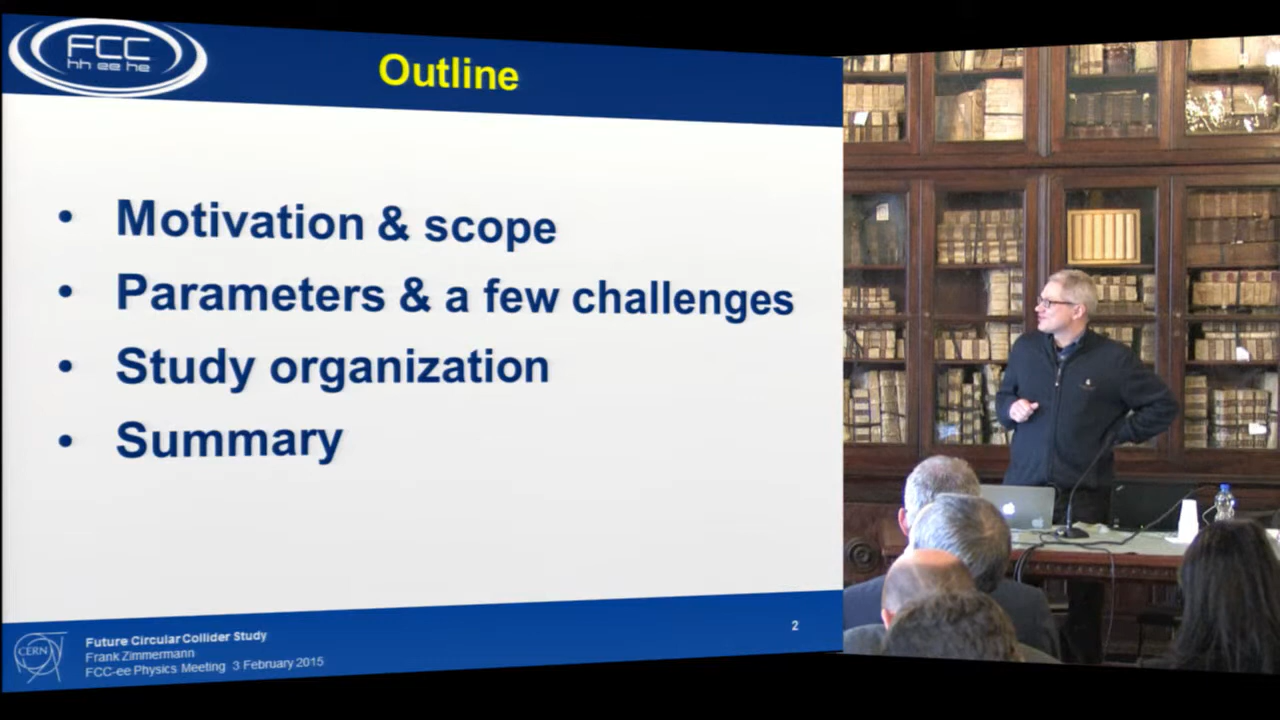 FCC
hh ee he
Outline
• Motivation & scope
• Parameters & a few challenges
• Study organization
• Summary
CERN
Future Circular Collider Study
Frank Zimmermann
FCC-ee Physics Meeting 3 February 2015
2